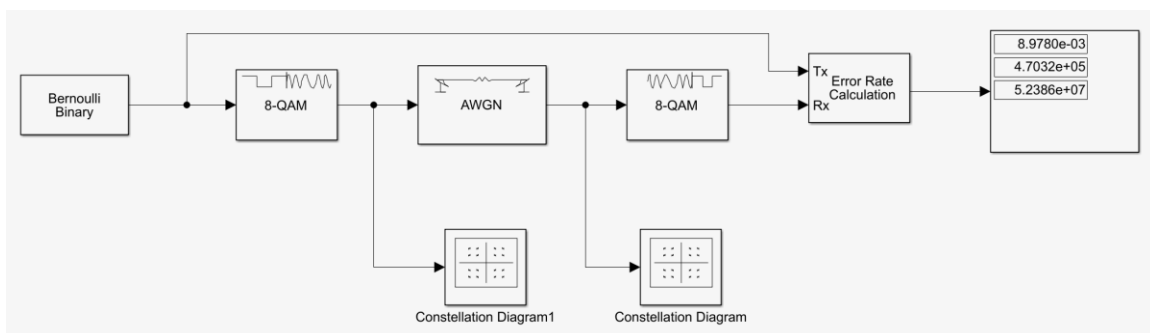 Bernoulli
Binary
8-QAM
AWGN
8-QAM
Tx
Rx
Error Rate
Calculation
8.9780e-03
4.7032e+05
5.2386e+07
Constellation Diagram1
Constellation Diagram